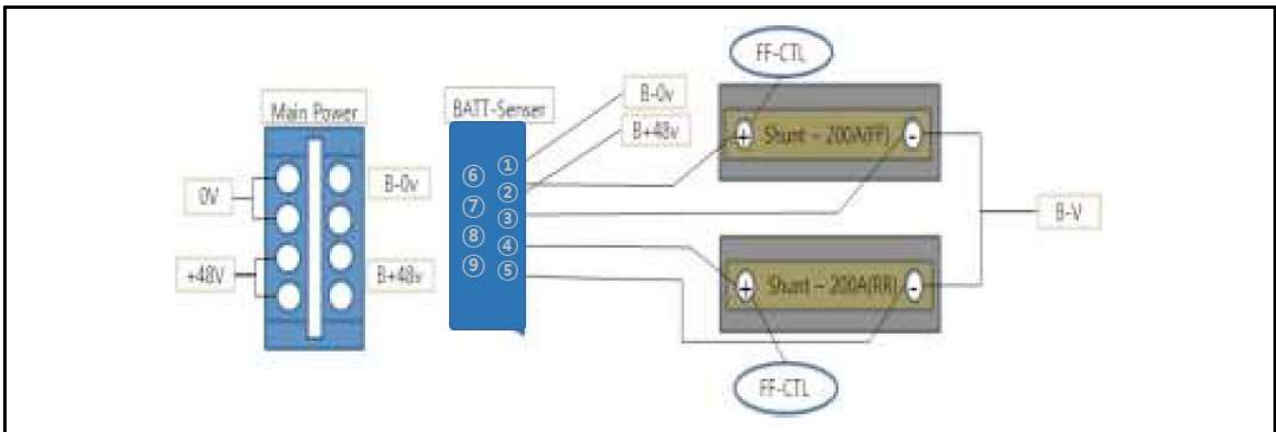 FF-CTL
Main Power
BATT-Senser
B-0v
B+48v
+ Shunt - 200A(FF) -
0V
B-0v
+48V
B+48v
① ② ③ ④ ⑤
⑥ ⑦ ⑧ ⑨
B-V
+ Shunt - 200A(RR) -
FF-CTL